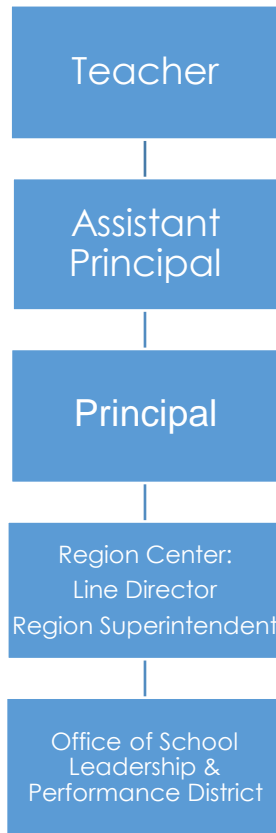 Teacher
Assistant
Principal
Principal
Region Center:
Line Director
Region Superintendent
Office of School
Leadership &
Performance District